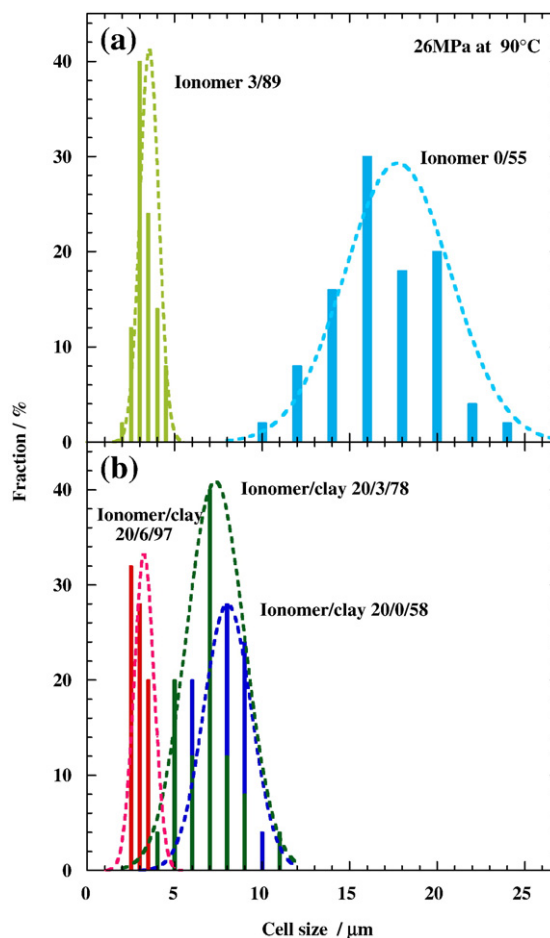 (a)
26MPa at 90°C
Ionomer 3/89
Ionomer 0/55
40
30
20
10
0
Fraction / %
(b)
Ionomer/clay 20/3/78
Ionomer/clay
20/6/97
Ionomer/clay 20/0/58
40
30
20
10
0
0 5 10 15 20 25
Cell size / μm